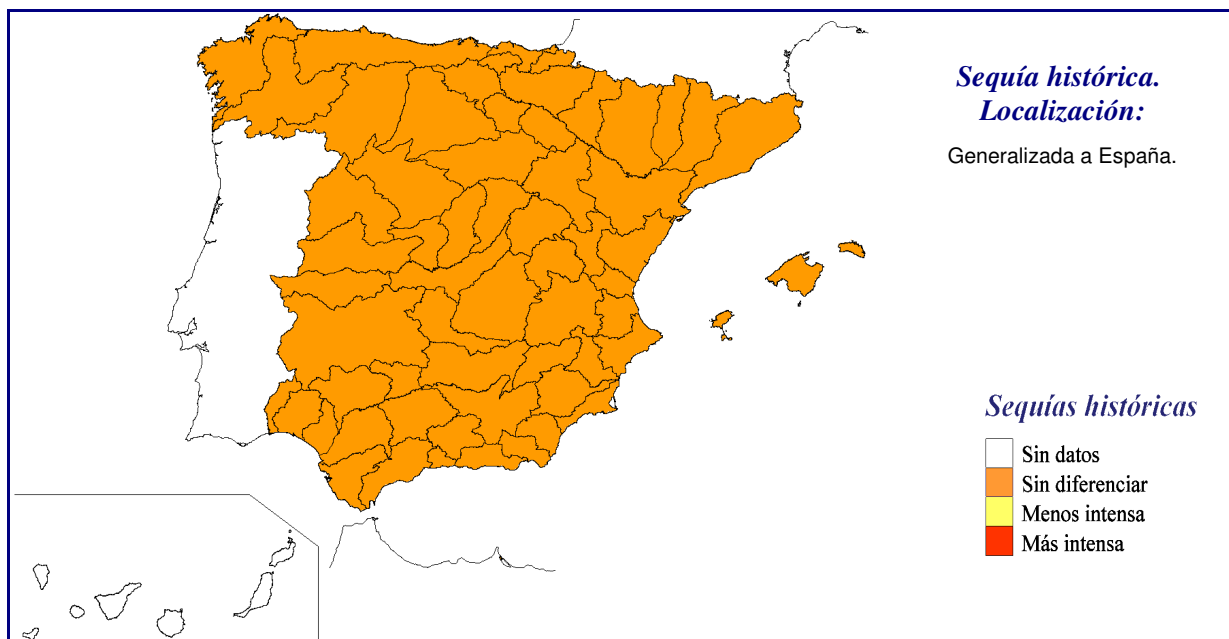 Sequía histórica.
Localización:
Generalizada a España.
Sequías históricas
Sin datos
Sin diferenciar
Menos intensa
Más intensa